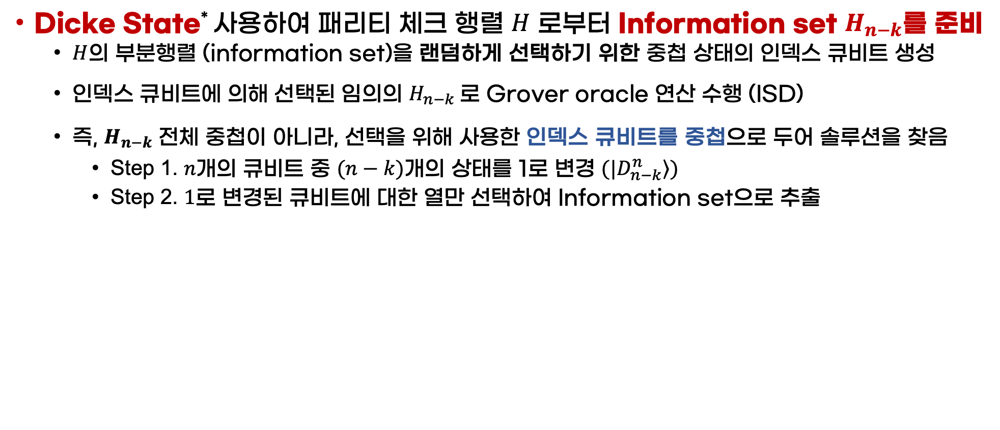 • Dicke State* 사용하여 패리티 체크 행렬 H 로부터 Information set Hₙ₋ₖ를 준비
• H의 부분행렬 (information set)을 랜덤하게 선택하기 위한 중첩 상태의 인덱스 큐비트 생성
• 인덱스 큐비트에 의해 선택된 임의의 Hₙ₋ₖ 로 Grover oracle 연산 수행 (ISD)
• 즉, Hₙ₋ₖ 전체 중첩이 아니라, 선택을 위해 사용한 인덱스 큐비트를 중첩으로 두어 솔루션을 찾음
• Step 1. n개의 큐비트 중 (n − k)개의 상태를 1로 변경 (|Dⁿₙ₋ₖ⟩)
• Step 2. 1로 변경된 큐비트에 대한 열만 선택하여 Information set으로 추출